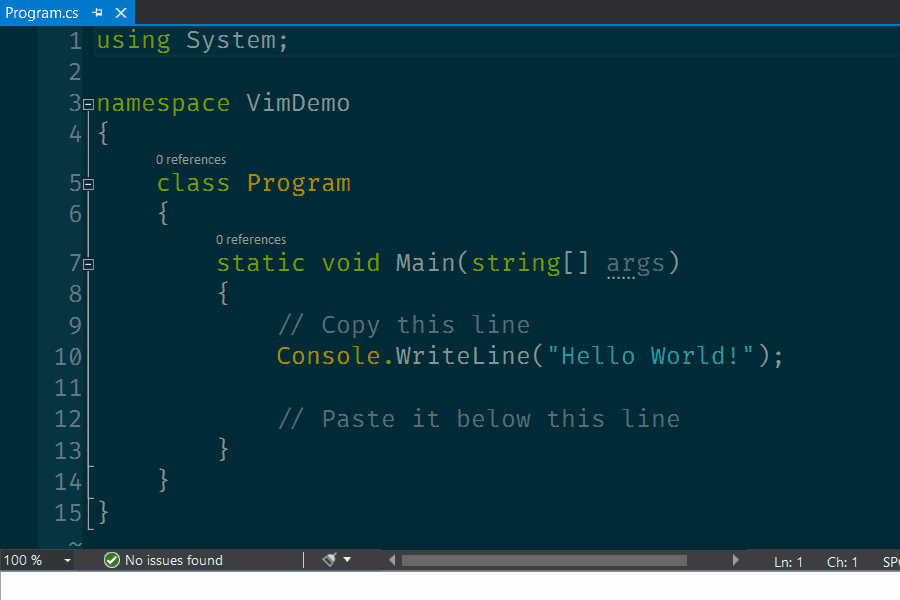 Program.cs
1 using System;
2
3 namespace VimDemo
4 {
0 references
5 class Program
6 {
0 references
7 static void Main(string[] args)
8 {
9 // Copy this line
10 Console.WriteLine("Hello World!");
11
12 // Paste it below this line
13 }
14 }
15 }
~
100 % No issues found Ln: 1 Ch: 1 SPC